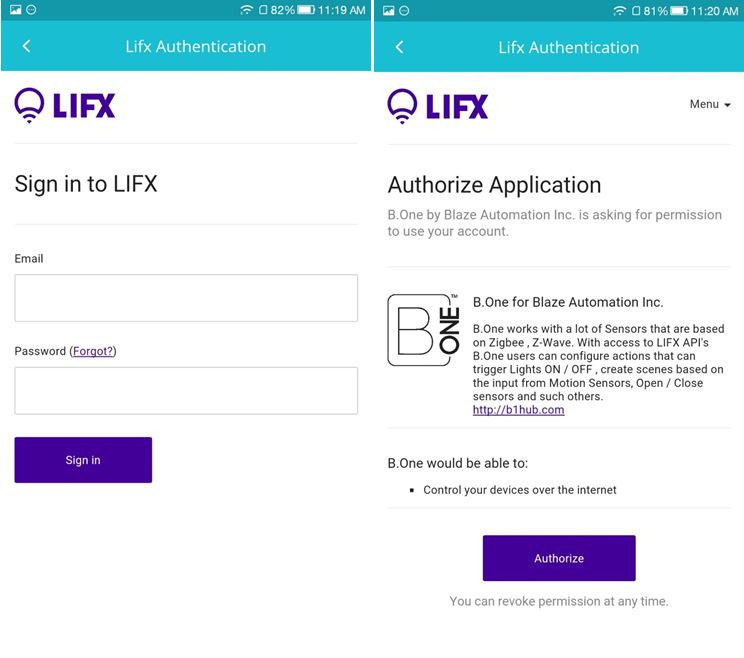 82% 11:19 AM
Lifx Authentication
LIFX
Sign in to LIFX
Email
Password (Forgot?)
Sign in
81% 11:20 AM
Lifx Authentication
LIFX
Menu
Authorize Application
B.One by Blaze Automation Inc. is asking for permission
to use your account.
B ONE™
B.One for Blaze Automation Inc.
B.One works with a lot of Sensors that are based
on Zigbee , Z-Wave. With access to LIFX API's
B.One users can configure actions that can
trigger Lights ON / OFF , create scenes based on
the input from Motion Sensors, Open / Close
sensors and such others.
http://b1hub.com
B.One would be able to:
▪ Control your devices over the internet
Authorize
You can revoke permission at any time.